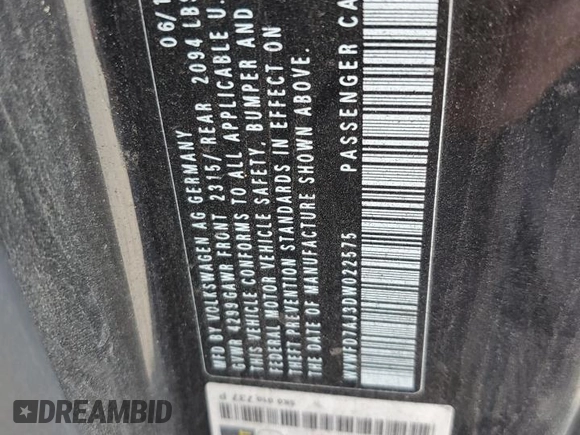 06/1
MFD BY VOLKSWAGEN AG GERMANY
GVWR 4299 GAWR FRONT 2315/ REAR 2094 LBS
THIS VEHICLE CONFORMS TO ALL APPLICABLE U.
FEDERAL MOTOR VEHICLE SAFETY, BUMPER AND
THEFT PREVENTION STANDARDS IN EFFECT ON
THE DATE OF MANUFACTURE SHOWN ABOVE.
WVWFD7AJ3DW022575 PASSENGER CA
DREAMBID